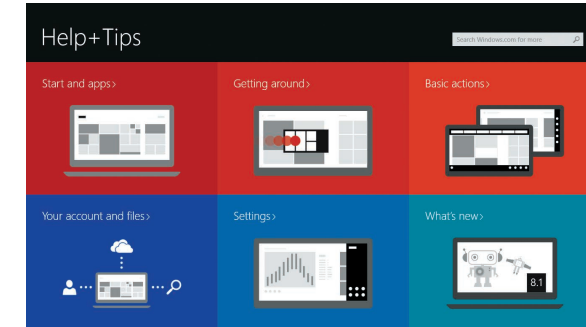 Help+Tips
Search Windows.com for more
Start and apps>
Getting around>
Basic actions>
Your account and files>
Settings>
What's new>
8.1